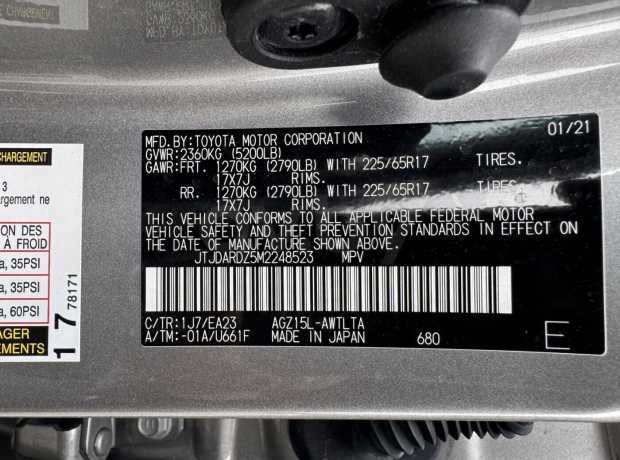 MFD.BY:TOYOTA MOTOR CORPORATION 01/21
GVWR:2360KG (5200LB)
GAWR:FRT. 1270KG (2790LB) WITH 225/65R17 TIRES.
17X7J RIMS.
RR. 1270KG (2790LB) WITH 225/65R17 TIRES.
17X7J RIMS.
THIS VEHICLE CONFORMS TO ALL APPLICABLE FEDERAL MOTOR
VEHICLE SAFETY AND THEFT PREVENTION STANDARDS IN EFFECT ON
THE DATE OF MANUFACTURE SHOWN ABOVE.
JTJDARDZ5M2248523 MPV
C/TR:1J7/EA23 AGZ15L-AWTLTA
A/TM:-01A/U661F MADE IN JAPAN 680 E
CHARGEMENT
3
argement ne
ION DES
À FROID
a, 35PSI
a, 35PSI
a, 60PSI
AGER
EMENTS
17
78171